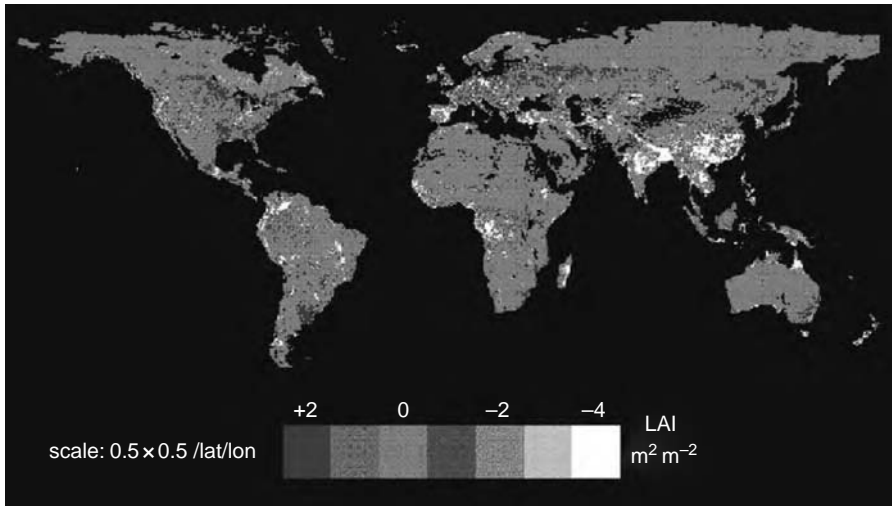 +2 0 –2 –4 LAI
scale: 0.5×0.5 /lat/lon m² m⁻²